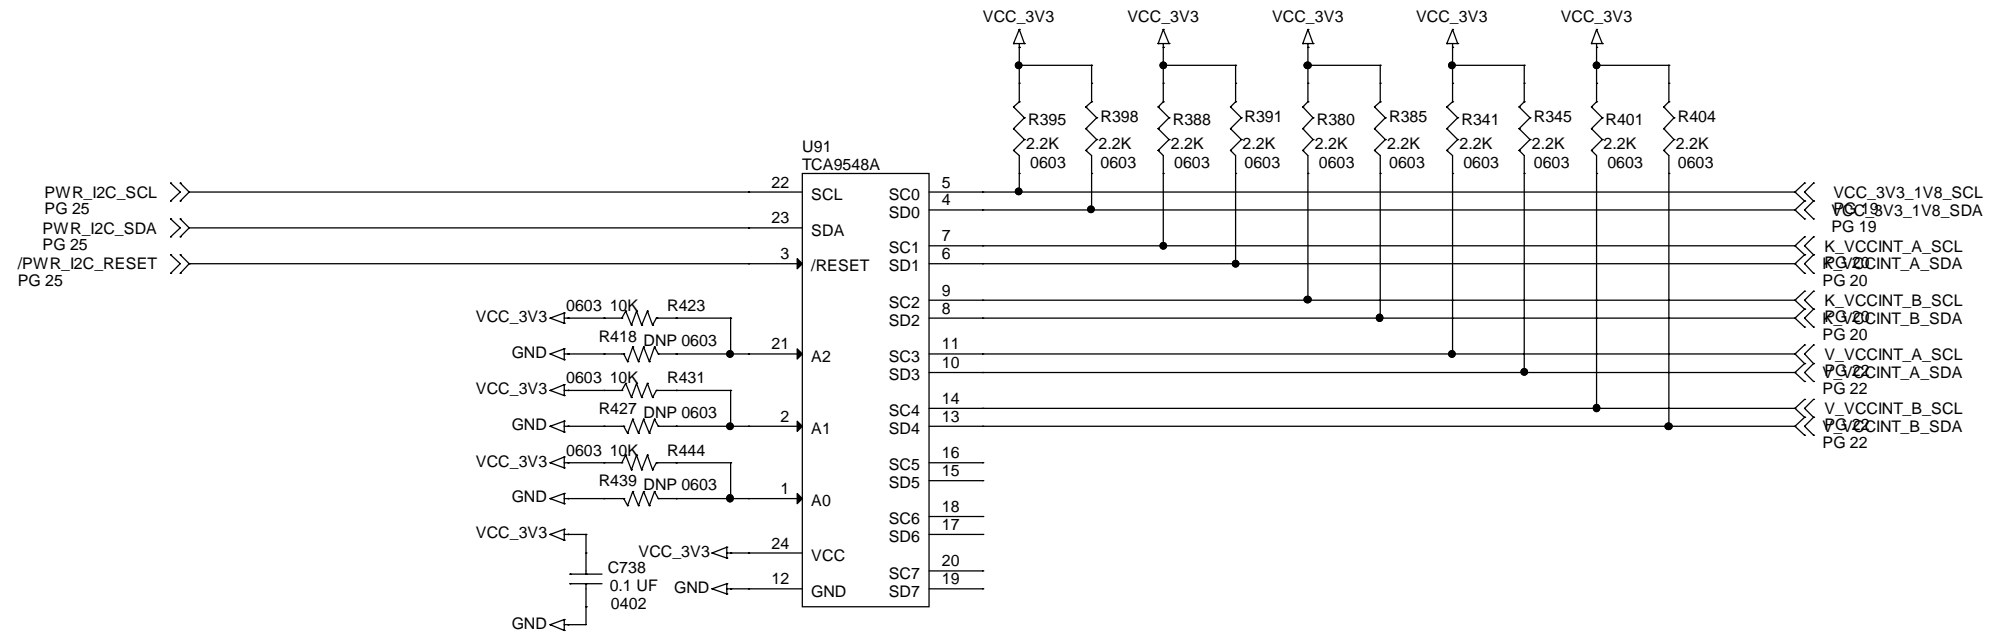 VCC_3V3 VCC_3V3 VCC_3V3 VCC_3V3 VCC_3V3
R395 R398 R388 R391 R380 R385 R341 R345 R401 R404
2.2K 2.2K 2.2K 2.2K 2.2K 2.2K 2.2K 2.2K 2.2K 2.2K
0603 0603 0603 0603 0603 0603 0603 0603 0603 0603
U91
TCA9548A
PWR_I2C_SCL
PG 25
22 SCL
SC0 5
VCC_3V3_1V8_SCL
PG 19
SD0 4
VCC_3V3_1V8_SDA
PG 19
PWR_I2C_SDA
PG 25
23 SDA
/PWR_I2C_RESET
PG 25
3 /RESET
SC1 7
K_VCCINT_A_SCL
PG 20
SD1 6
K_VCCINT_A_SDA
PG 20
SC2 9
K_VCCINT_B_SCL
PG 20
SD2 8
K_VCCINT_B_SDA
PG 20
VCC_3V3 0603 10K R423
GND R418 DNP 0603
21 A2
SC3 11
V_VCCINT_A_SCL
PG 22
SD3 10
V_VCCINT_A_SDA
PG 22
VCC_3V3 0603 10K R431
GND R427 DNP 0603
2 A1
SC4 14
V_VCCINT_B_SCL
PG 22
SD4 13
V_VCCINT_B_SDA
PG 22
VCC_3V3 0603 10K R444
GND R439 DNP 0603
1 A0
SC5 16
SD5 15
SC6 18
SD6 17
VCC_3V3
C738
0.1 UF
0402
GND
VCC_3V3 24 VCC
GND 12 GND
SC7 20
SD7 19